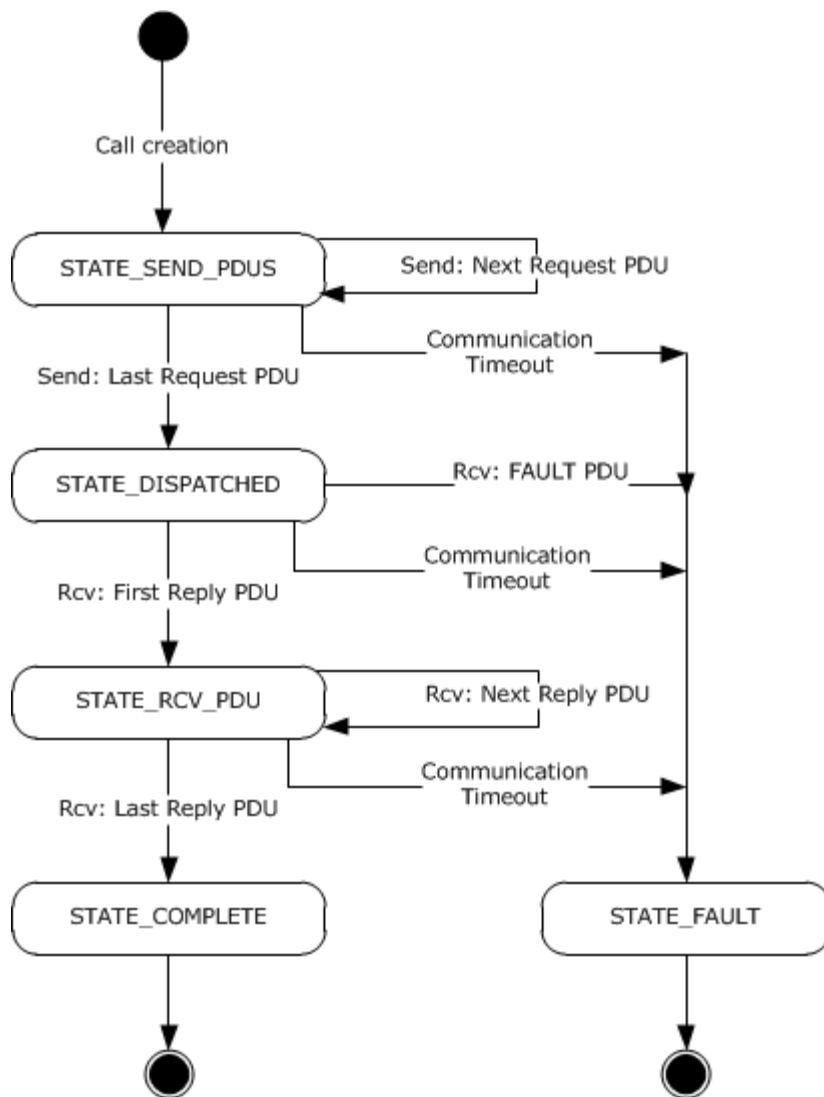 Call creation
STATE_SEND_PDUS
Send: Next Request PDU
Communication
Timeout
Send: Last Request PDU
STATE_DISPATCHED
Rcv: FAULT PDU
Communication
Timeout
Rcv: First Reply PDU
STATE_RCV_PDU
Rcv: Next Reply PDU
Communication
Timeout
Rcv: Last Reply PDU
STATE_COMPLETE
STATE_FAULT